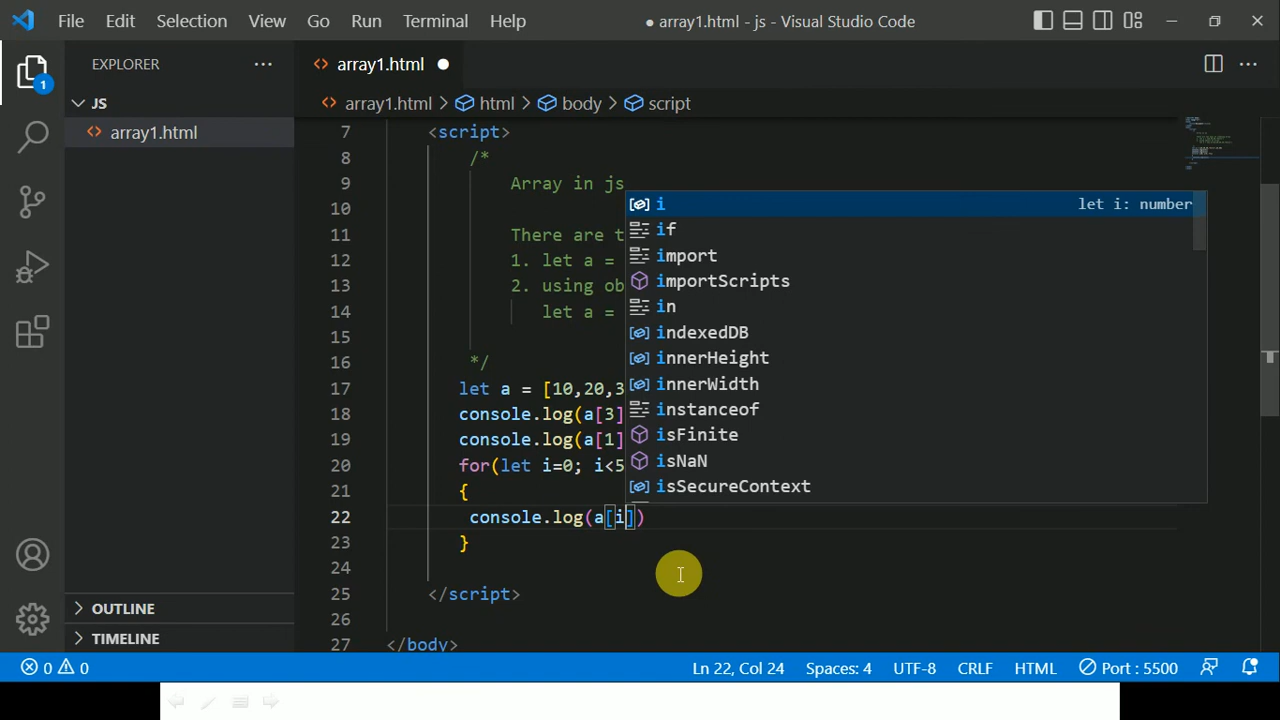 File Edit Selection View Go Run Terminal Help ● array1.html - js - Visual Studio Code
EXPLORER
JS
array1.html
1
array1.html
array1.html > html > body > script
7 <script>
8 /*
9 Array in js
10
11 There are t
12 1. let a =
13 2. using ob
14 let a =
15
16 */
17 let a = [10,20,3
18 console.log(a[3]
19 console.log(a[1]
20 for(let i=0; i<5
21 {
22 console.log(a[i])
23 }
24
25 </script>
26
27 </body>
i let i: number
if
import
importScripts
in
indexedDB
innerHeight
innerWidth
instanceof
isFinite
isNaN
isSecureContext
OUTLINE
TIMELINE
0 0 Ln 22, Col 24 Spaces: 4 UTF-8 CRLF HTML Port : 5500